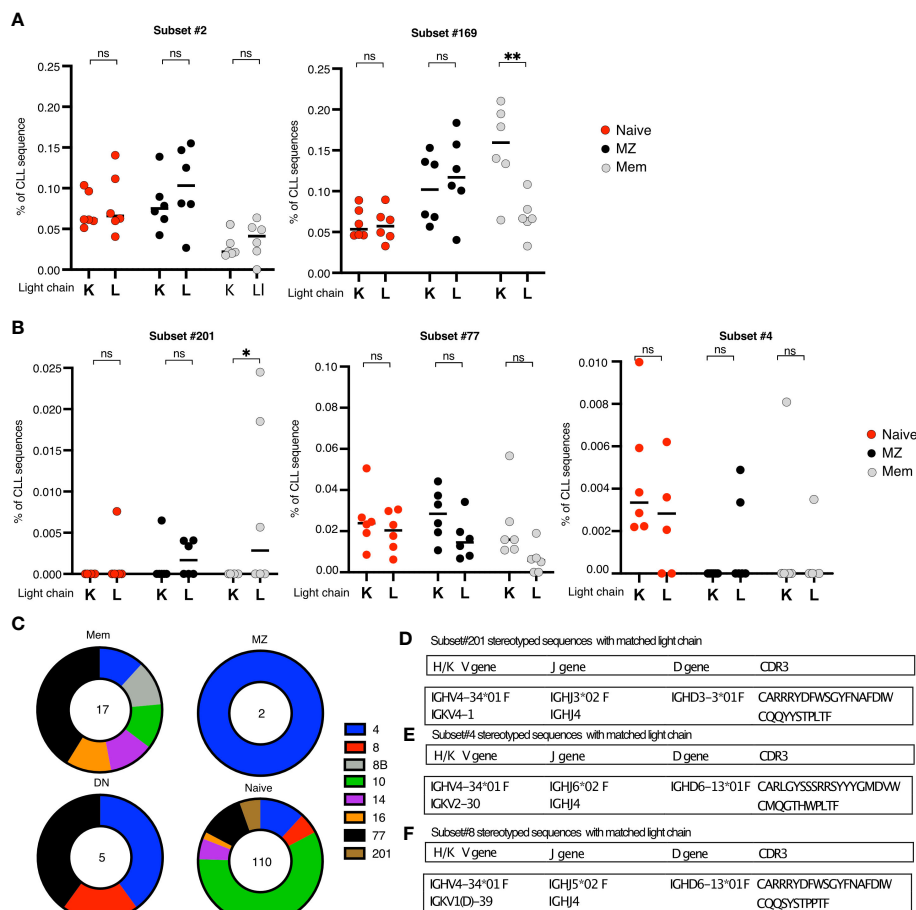 A
Subset #2
Subset #169
ns
ns
ns
ns
ns
**
% of CLL sequence
0.25
0.20
0.15
0.10
0.05
0.00
Light chain K L K L K LI
% of CLL sequence
0.25
0.20
0.15
0.10
0.05
0.00
Light chain K L K L K L
Naive
MZ
Mem
B
Subset #201
Subset #77
Subset #4
ns
ns
*
ns
ns
ns
ns
ns
ns
% of CLL sequences
0.025
0.020
0.015
0.010
0.005
0.000
Light chain K L K L K L
% of CLL sequence
0.10
0.08
0.06
0.04
0.02
0.00
Light chain K L K L K L
% of CLL sequences
0.010
0.008
0.006
0.004
0.002
0.00
Light chain K L K L K L
Naive
MZ
Mem
C
Mem
17
MZ
2
DN
5
Naive
110
4
8
8B
10
14
16
77
201
D
Subset#201 stereotyped sequences with matched light chain
H/K V gene J gene D gene CDR3
IGHV4-34*01 F IGHJ3*02 F IGHD3-3*01F CARRRYDFWSGYFNAFDIW
IGKV4-1 IGHJ4 CQQYYSTPLTF
E
Subset#4 stereotyped sequences with matched light chain
H/K V gene J gene D gene CDR3
IGHV4-34*01 F IGHJ6*02 F IGHD6-13*01F CARLGYSSSRRSYYYGMDVW
IGKV2-30 IGHJ4 CMQGTHWPLTF
F
Subset#8 stereotyped sequences with matched light chain
H/K V gene J gene D gene CDR3
IGHV4-34*01 F IGHJ5*02 F IGHD6-13*01F CARRRYDFWSGYFNAFDIW
IGKV1(D)-39 IGHJ4 CQQSYSTPPTF